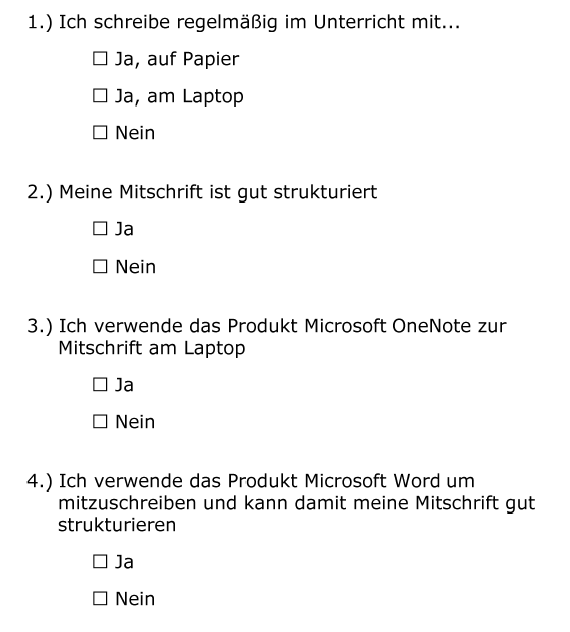 1.) Ich schreibe regelmäßig im Unterricht mit...
☐ Ja, auf Papier
☐ Ja, am Laptop
☐ Nein
2.) Meine Mitschrift ist gut strukturiert
☐ Ja
☐ Nein
3.) Ich verwende das Produkt Microsoft OneNote zur
Mitschrift am Laptop
☐ Ja
☐ Nein
4.) Ich verwende das Produkt Microsoft Word um
mitzuschreiben und kann damit meine Mitschrift gut
strukturieren
☐ Ja
☐ Nein